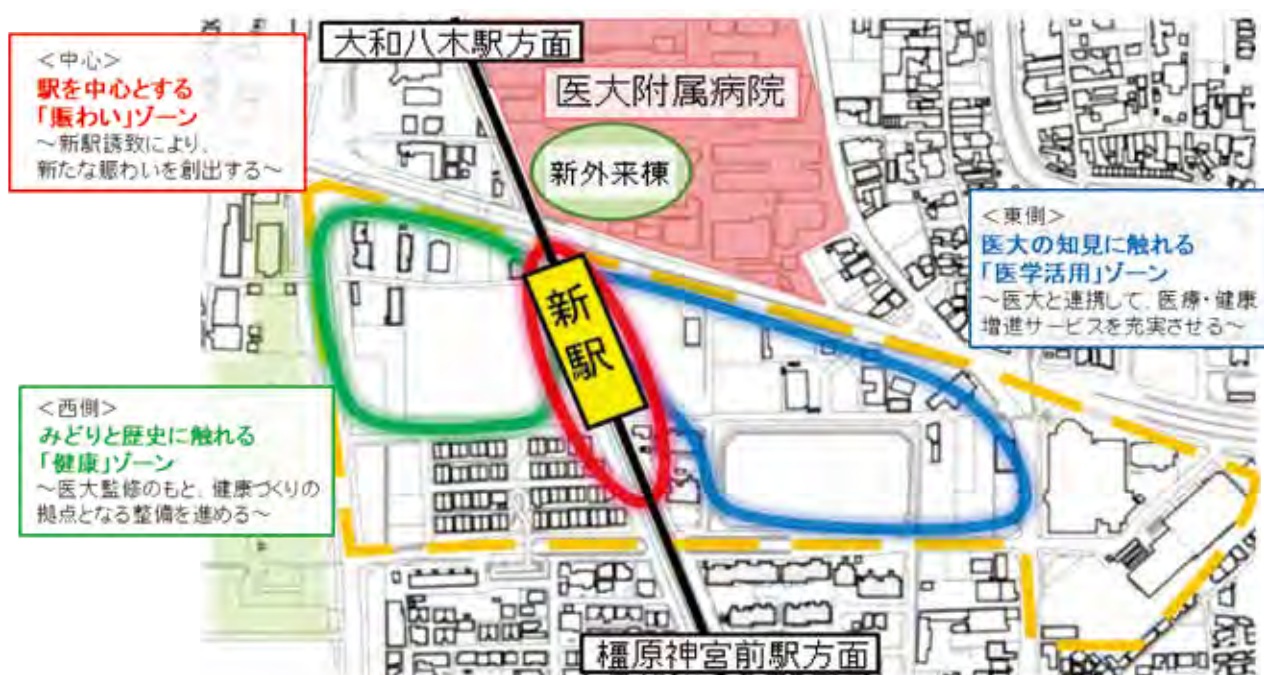 ＜中心＞
駅を中心とする
「賑わい」ゾーン
～新駅誘致により、
新たな賑わいを創出する～
大和八木駅方面
医大附属病院
新外来棟
＜東側＞
医大の知見に触れる
「医学活用」ゾーン
～医大と連携して、医療・健康
増進サービスを充実させる～
新
駅
＜西側＞
みどりと歴史に触れる
「健康」ゾーン
～医大監修のもと、健康づくりの
拠点となる整備を進める～
橿原神宮前駅方面